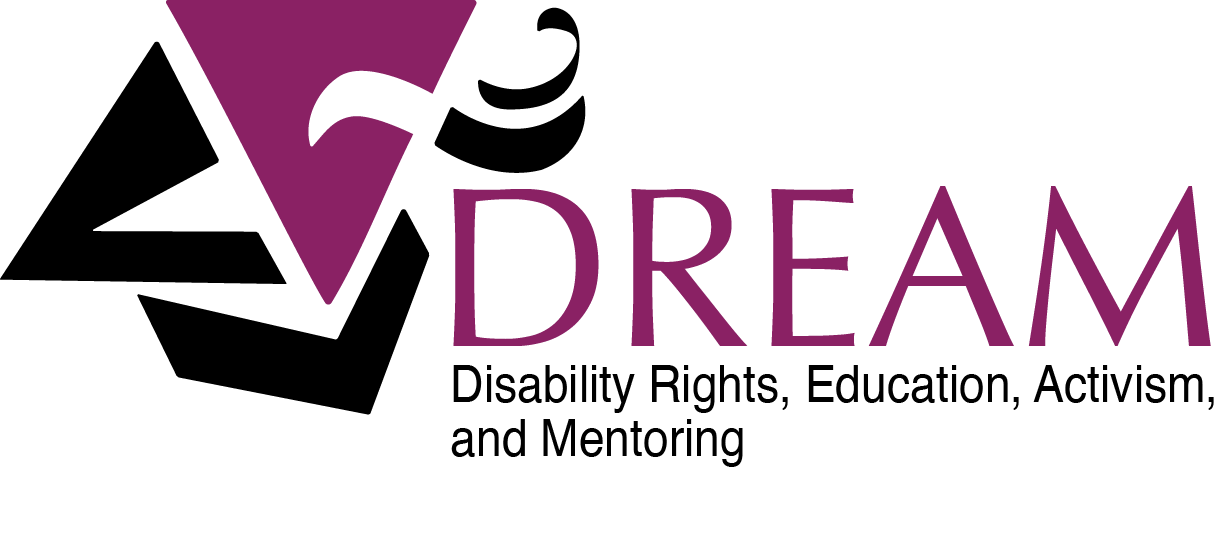 DREAM
Disability Rights, Education, Activism,
and Mentoring